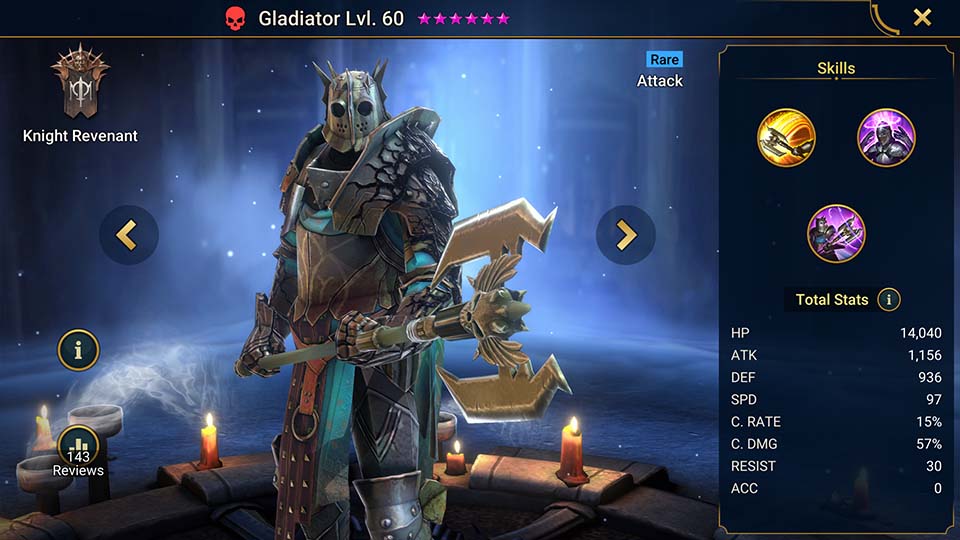 Gladiator Lvl. 60
Knight Revenant
Rare
Attack
Skills
Total Stats i
HP 14,040
ATK 1,156
DEF 936
SPD 97
C. RATE 15%
C. DMG 57%
RESIST 30
ACC 0
i
143
Reviews